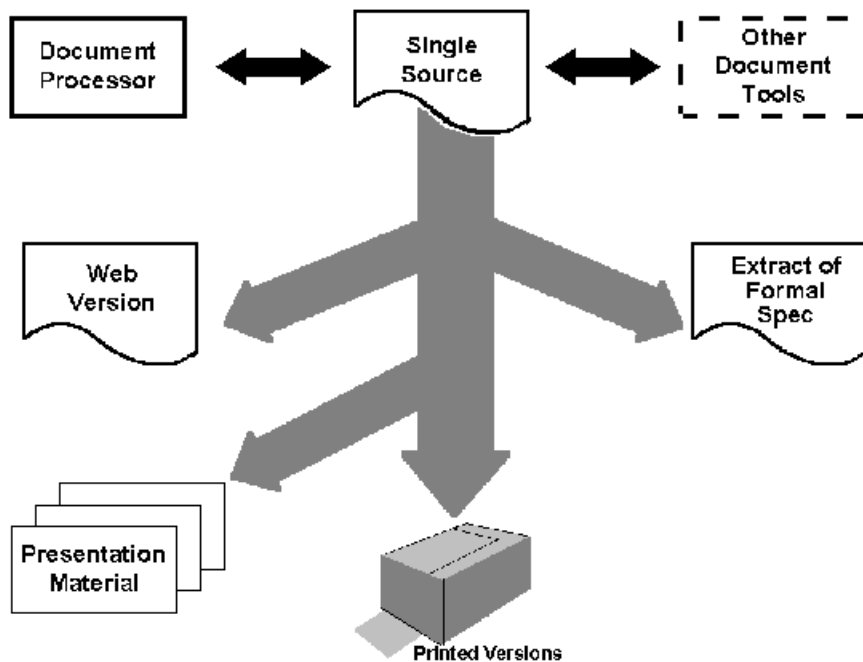 Document
Processor
Single
Source
Other
Document
Tools
Web
Version
Extract of
Formal
Spec
Presentation
Material
Printed Versions